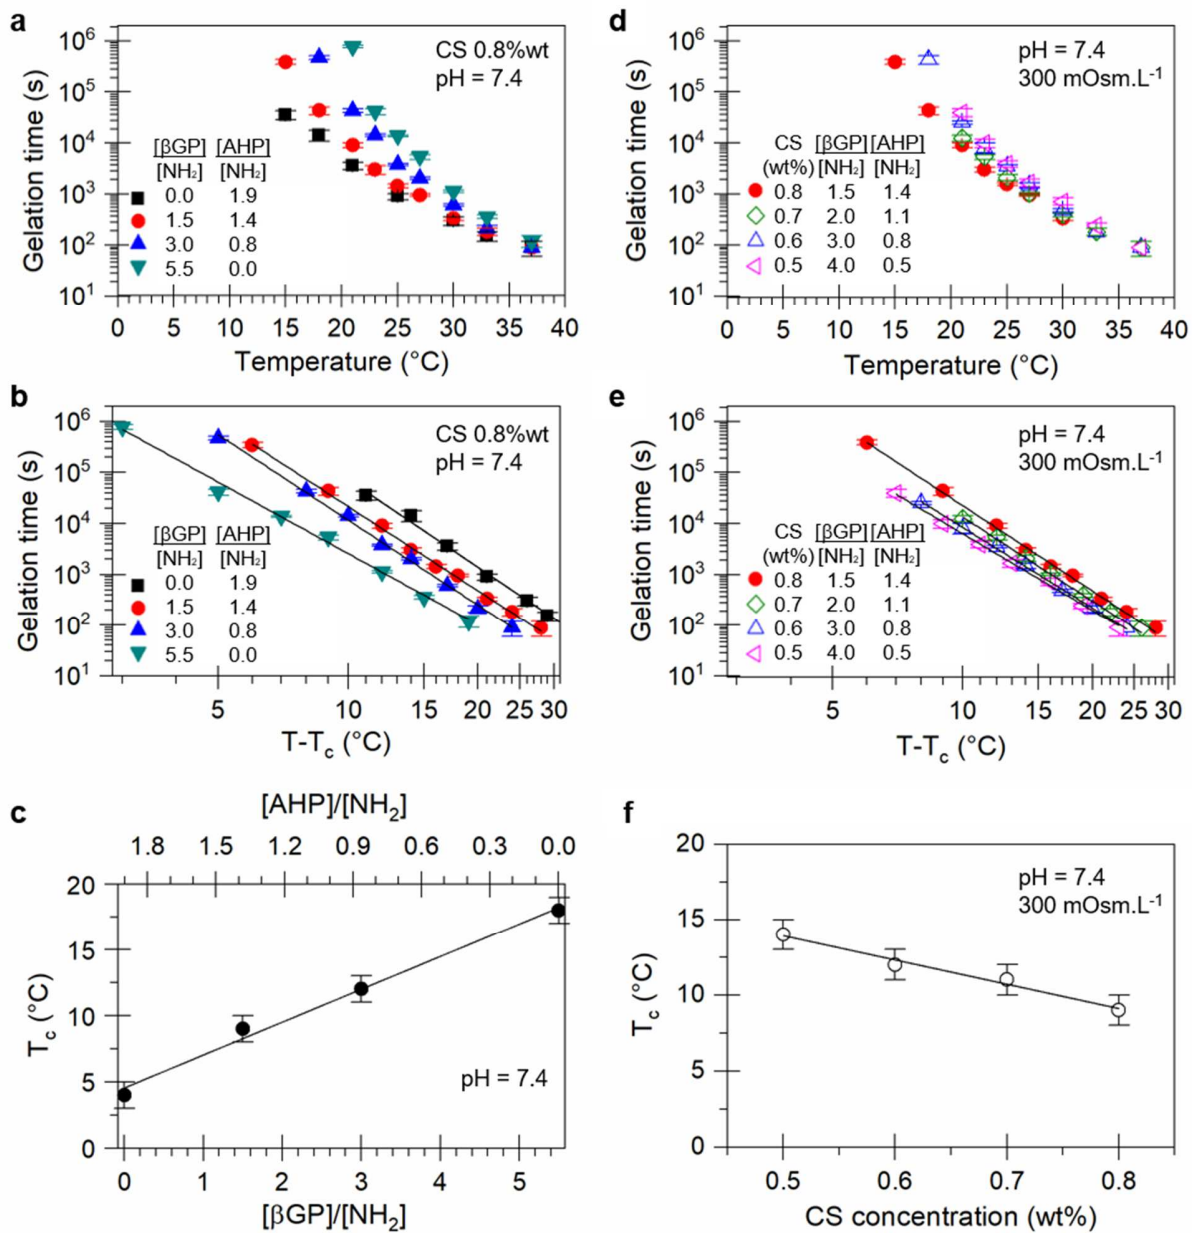 a
CS 0.8%wt
pH = 7.4
Gelation time (s)
10⁶
10⁵
10⁴
10³
10²
10¹
[βGP] [AHP]
[NH₂] [NH₂]
0.0 1.9
1.5 1.4
3.0 0.8
5.5 0.0
0 5 10 15 20 25 30 35 40
Temperature (°C)
d
pH = 7.4
300 mOsm.L⁻¹
Gelation time (s)
10⁶
10⁵
10⁴
10³
10²
10¹
CS [βGP] [AHP]
(wt%) [NH₂] [NH₂]
0.8 1.5 1.4
0.7 2.0 1.1
0.6 3.0 0.8
0.5 4.0 0.5
0 5 10 15 20 25 30 35 40
Temperature (°C)
b
CS 0.8%wt
pH = 7.4
Gelation time (s)
10⁶
10⁵
10⁴
10³
10²
10¹
[βGP] [AHP]
[NH₂] [NH₂]
0.0 1.9
1.5 1.4
3.0 0.8
5.5 0.0
5 10 15 20 25 30
T-Tc (°C)
e
pH = 7.4
300 mOsm.L⁻¹
Gelation time (s)
10⁶
10⁵
10⁴
10³
10²
10¹
CS [βGP] [AHP]
(wt%) [NH₂] [NH₂]
0.8 1.5 1.4
0.7 2.0 1.1
0.6 3.0 0.8
0.5 4.0 0.5
5 10 15 20 25 30
T-Tc (°C)
c
[AHP]/[NH₂]
1.8 1.5 1.2 0.9 0.6 0.3 0.0
Tc (°C)
20
15
10
5
0
pH = 7.4
0 1 2 3 4 5
[βGP]/[NH₂]
f
pH = 7.4
300 mOsm.L⁻¹
Tc (°C)
20
15
10
5
0
0.5 0.6 0.7 0.8
CS concentration (wt%)